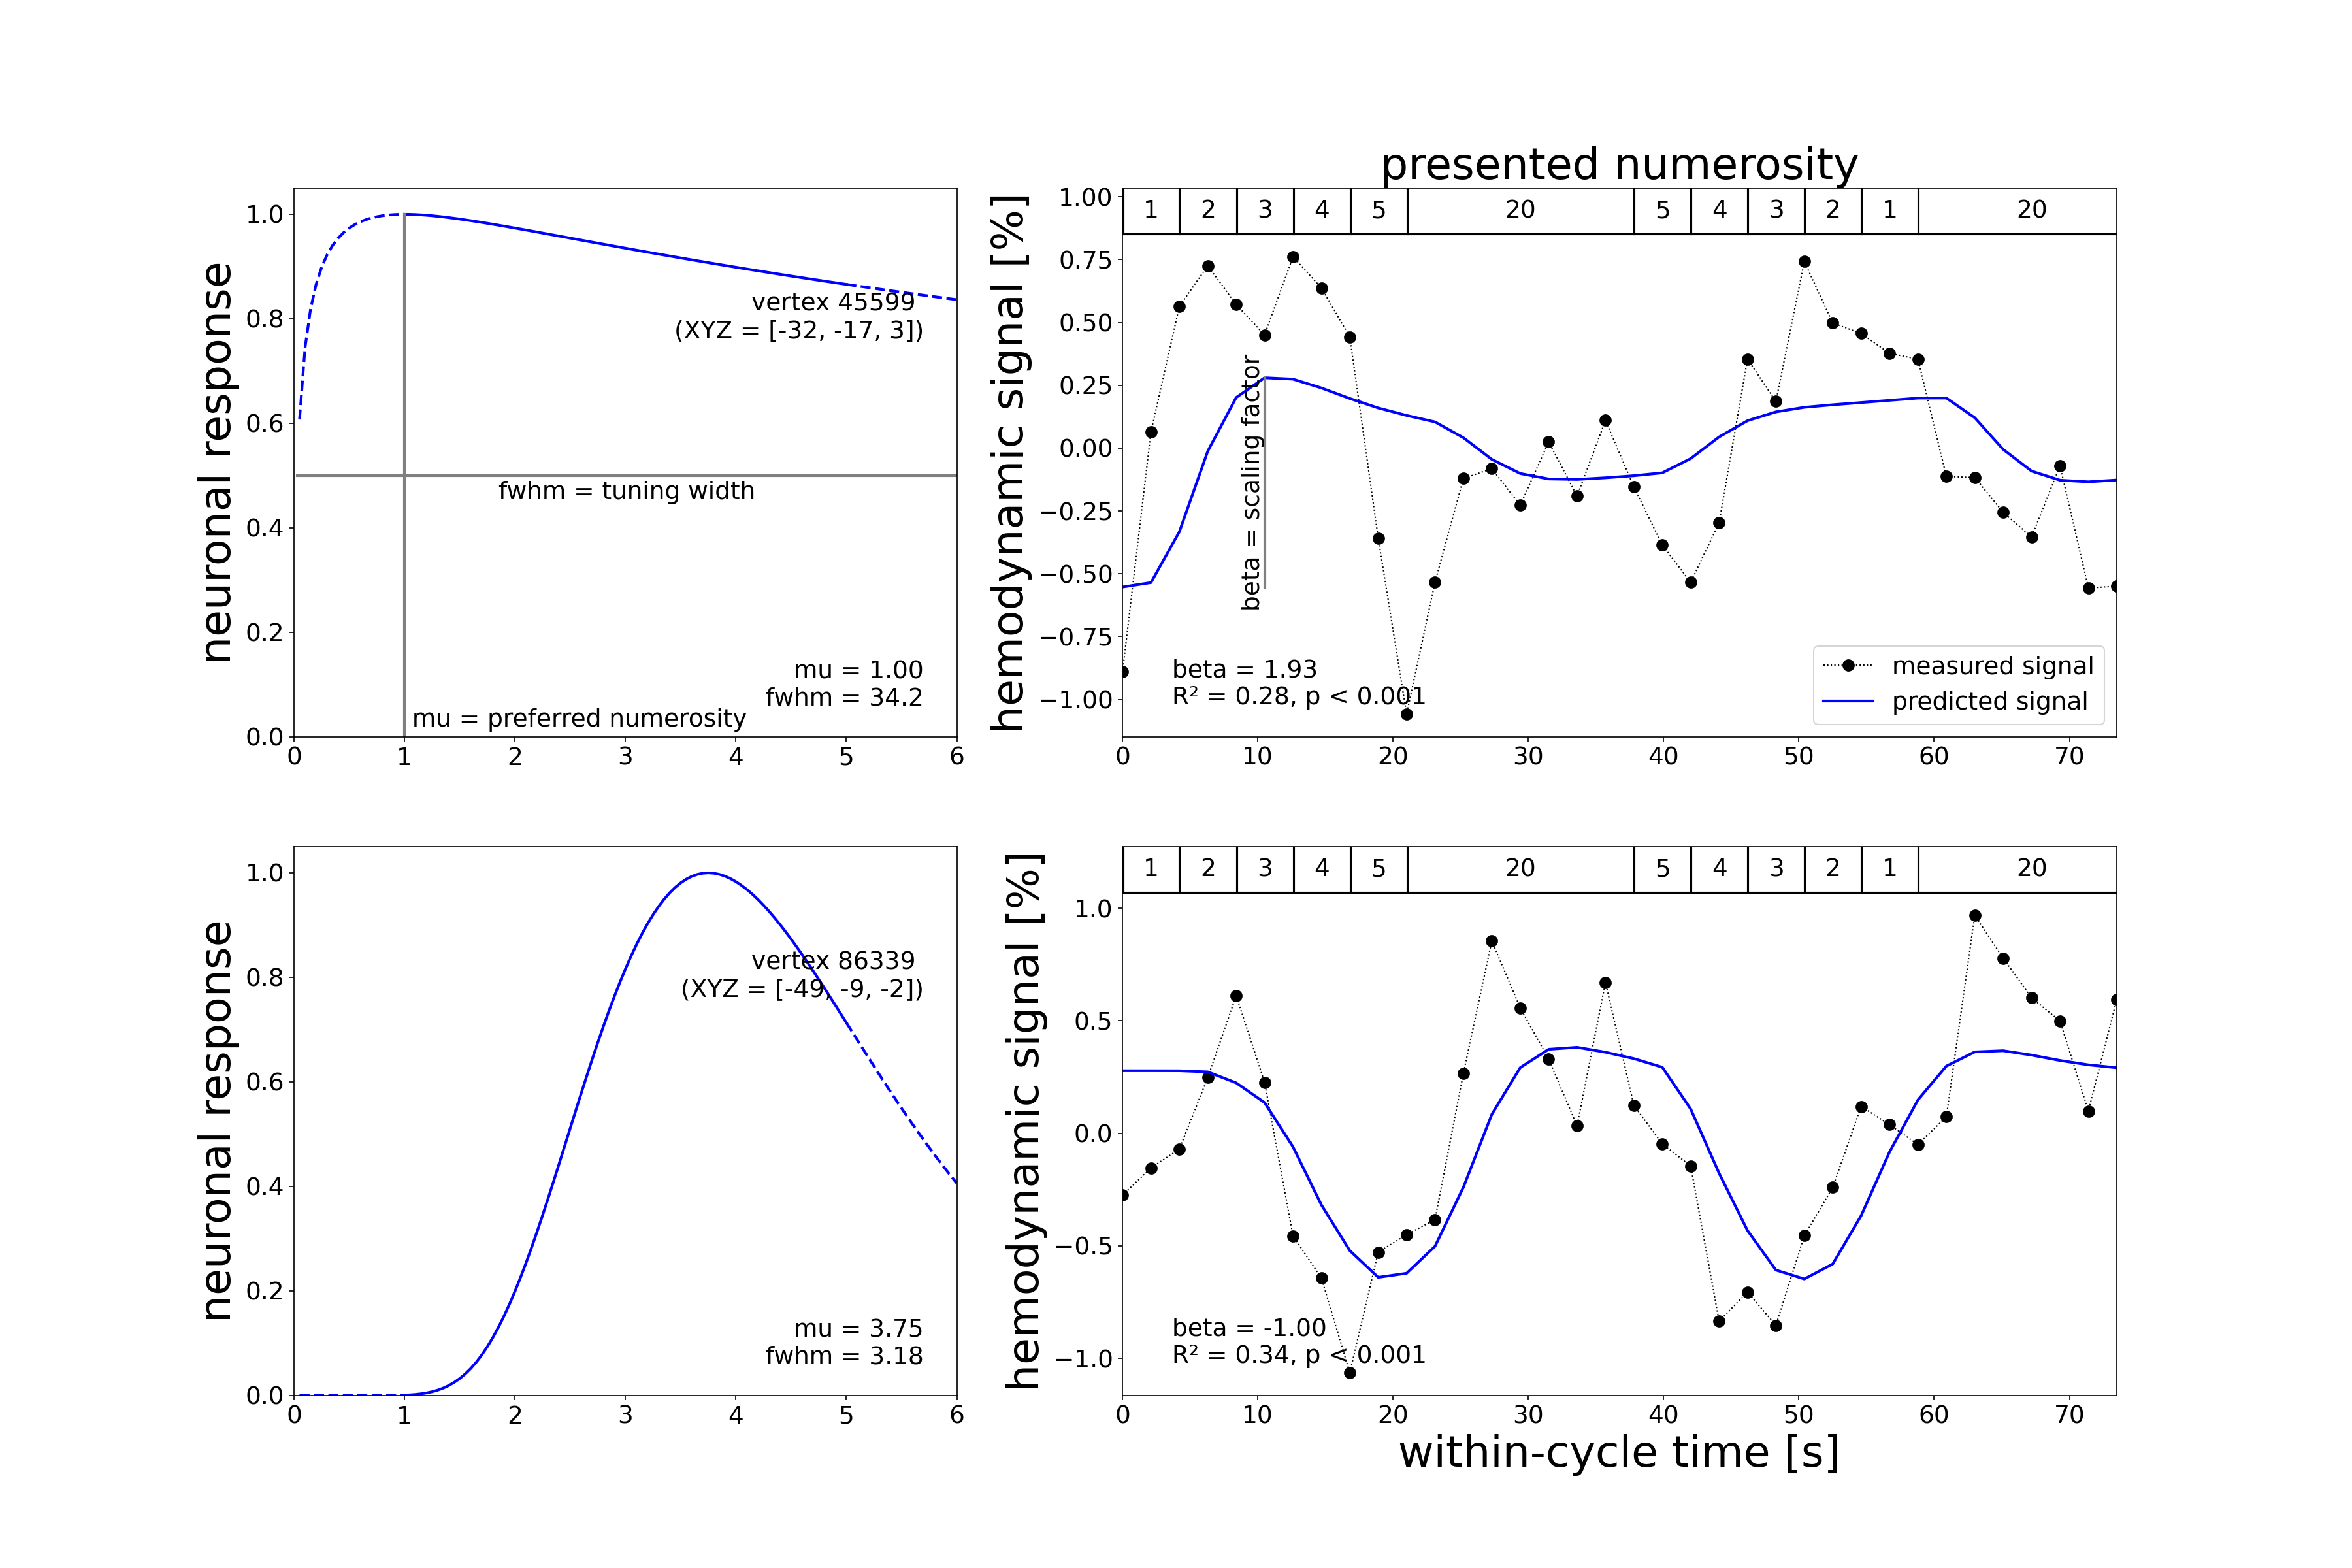 presented numerosity
neuronal response
1.0
0.8
0.6
0.4
0.2
0.0
0 1 2 3 4 5 6
vertex 45599
(XYZ = [-32, -17, 3])
fwhm = tuning width
mu = 1.00
fwhm = 34.2
mu = preferred numerosity
hemodynamic signal [%]
1.00
0.75
0.50
0.25
0.00
−0.25
−0.50
−0.75
−1.00
1 2 3 4 5 20 5 4 3 2 1 20
beta = scaling factor
beta = 1.93
R² = 0.28, p < 0.001
measured signal
predicted signal
0 10 20 30 40 50 60 70
neuronal response
1.0
0.8
0.6
0.4
0.2
0.0
0 1 2 3 4 5 6
vertex 86339
(XYZ = [-49, -9, -2])
mu = 3.75
fwhm = 3.18
hemodynamic signal [%]
1.0
0.5
0.0
−0.5
−1.0
1 2 3 4 5 20 5 4 3 2 1 20
beta = -1.00
R² = 0.34, p < 0.001
0 10 20 30 40 50 60 70
within-cycle time [s]